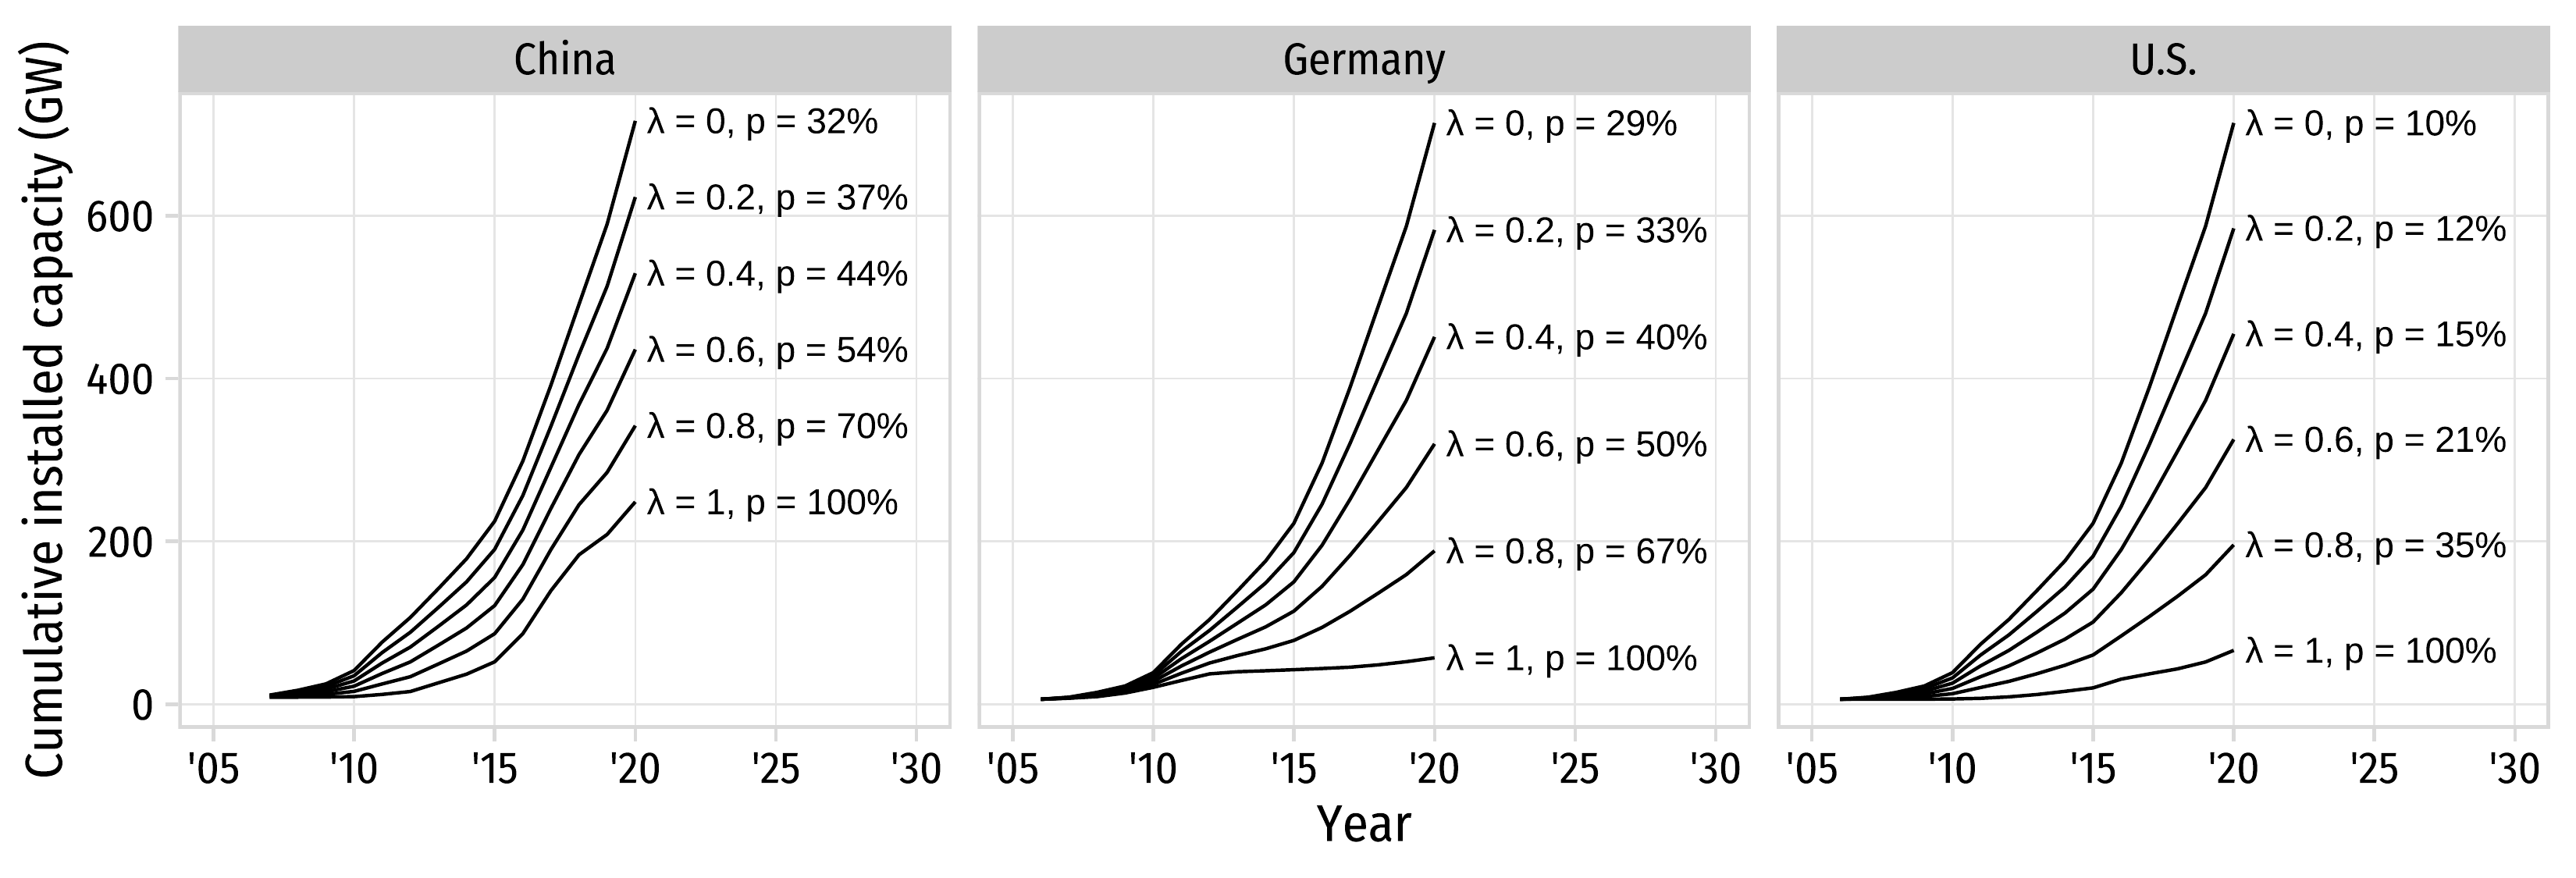 China
Germany
U.S.
Cumulative installed capacity (GW)
600
400
200
0
λ = 0, p = 32%
λ = 0.2, p = 37%
λ = 0.4, p = 44%
λ = 0.6, p = 54%
λ = 0.8, p = 70%
λ = 1, p = 100%
λ = 0, p = 29%
λ = 0.2, p = 33%
λ = 0.4, p = 40%
λ = 0.6, p = 50%
λ = 0.8, p = 67%
λ = 1, p = 100%
λ = 0, p = 10%
λ = 0.2, p = 12%
λ = 0.4, p = 15%
λ = 0.6, p = 21%
λ = 0.8, p = 35%
λ = 1, p = 100%
'05 '10 '15 '20 '25 '30
'05 '10 '15 '20 '25 '30
'05 '10 '15 '20 '25 '30
Year